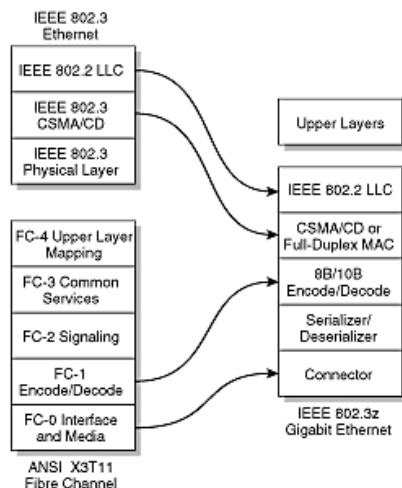 IEEE 802.3
Ethernet
IEEE 802.2 LLC
IEEE 802.3
CSMA/CD
IEEE 802.3
Physical Layer
FC-4 Upper Layer
Mapping
FC-3 Common
Services
FC-2 Signaling
FC-1
Encode/Decode
FC-0 Interface
and Media
ANSI X3T11
Fibre Channel
Upper Layers
IEEE 802.2 LLC
CSMA/CD or
Full-Duplex MAC
8B/10B
Encode/Decode
Serializer/
Deserializer
Connector
IEEE 802.3z
Gigabit Ethernet